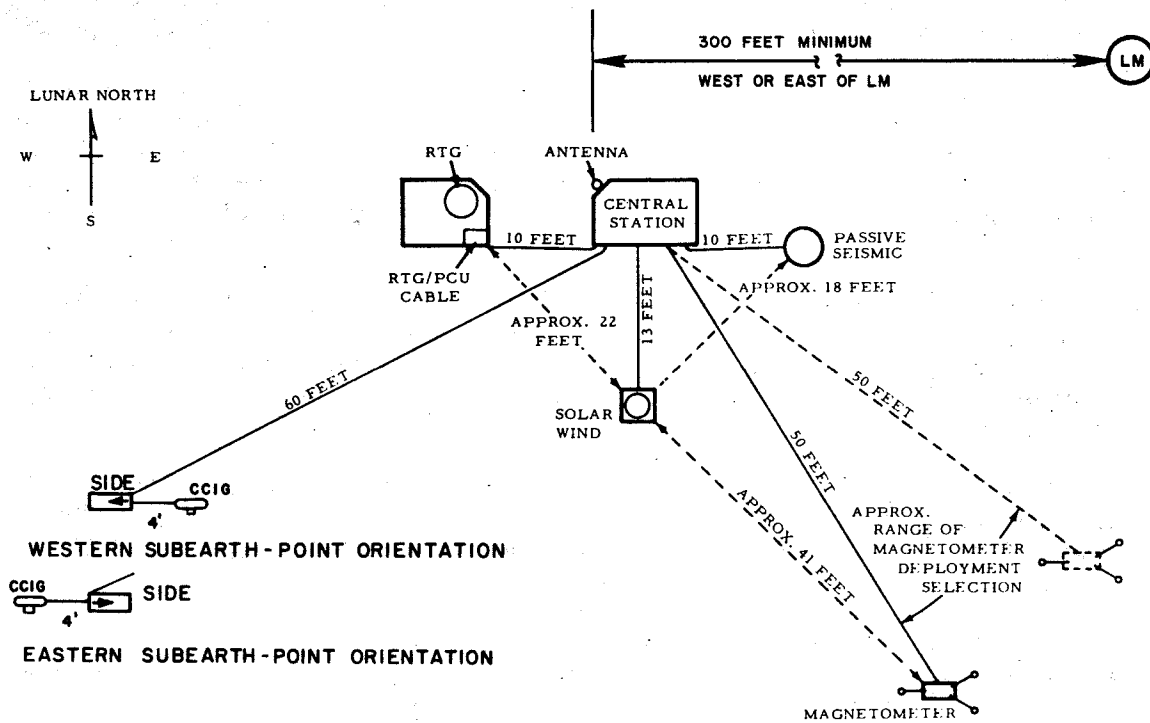 300 FEET MINIMUM
LM
WEST OR EAST OF LM
LUNAR NORTH
W
E
S
RTG
ANTENNA
CENTRAL
STATION
10 FEET
10 FEET
PASSIVE
SEISMIC
RTG/PCU
CABLE
APPROX. 18 FEET
APPROX. 22
FEET
13 FEET
60 FEET
SOLAR
WIND
50 FEET
50 FEET
SIDE
CCIG
4'
WESTERN SUBEARTH-POINT ORIENTATION
APPROX. 41 FEET
APPROX.
RANGE OF
MAGNETOMETER
DEPLOYMENT
SELECTION
CCIG
SIDE
4'
EASTERN SUBEARTH-POINT ORIENTATION
MAGNETOMETER